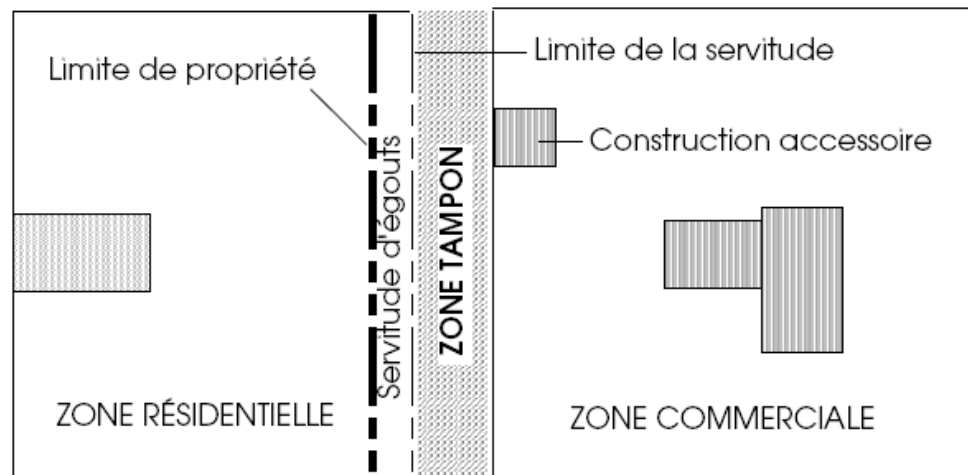 Limite de propriété
Limite de la servitude
Construction accessoire
Servitude d'égouts
ZONE TAMPON
ZONE RÉSIDENTIELLE
ZONE COMMERCIALE